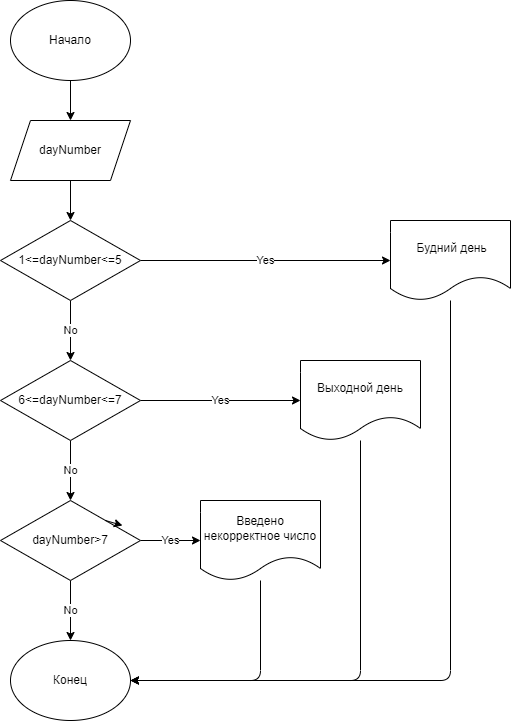 Начало
dayNumber
1<=dayNumber<=5
Yes
Будний день
No
6<=dayNumber<=7
Yes
Выходной день
No
dayNumber>7
Yes
Введено
некорректное число
No
Конец